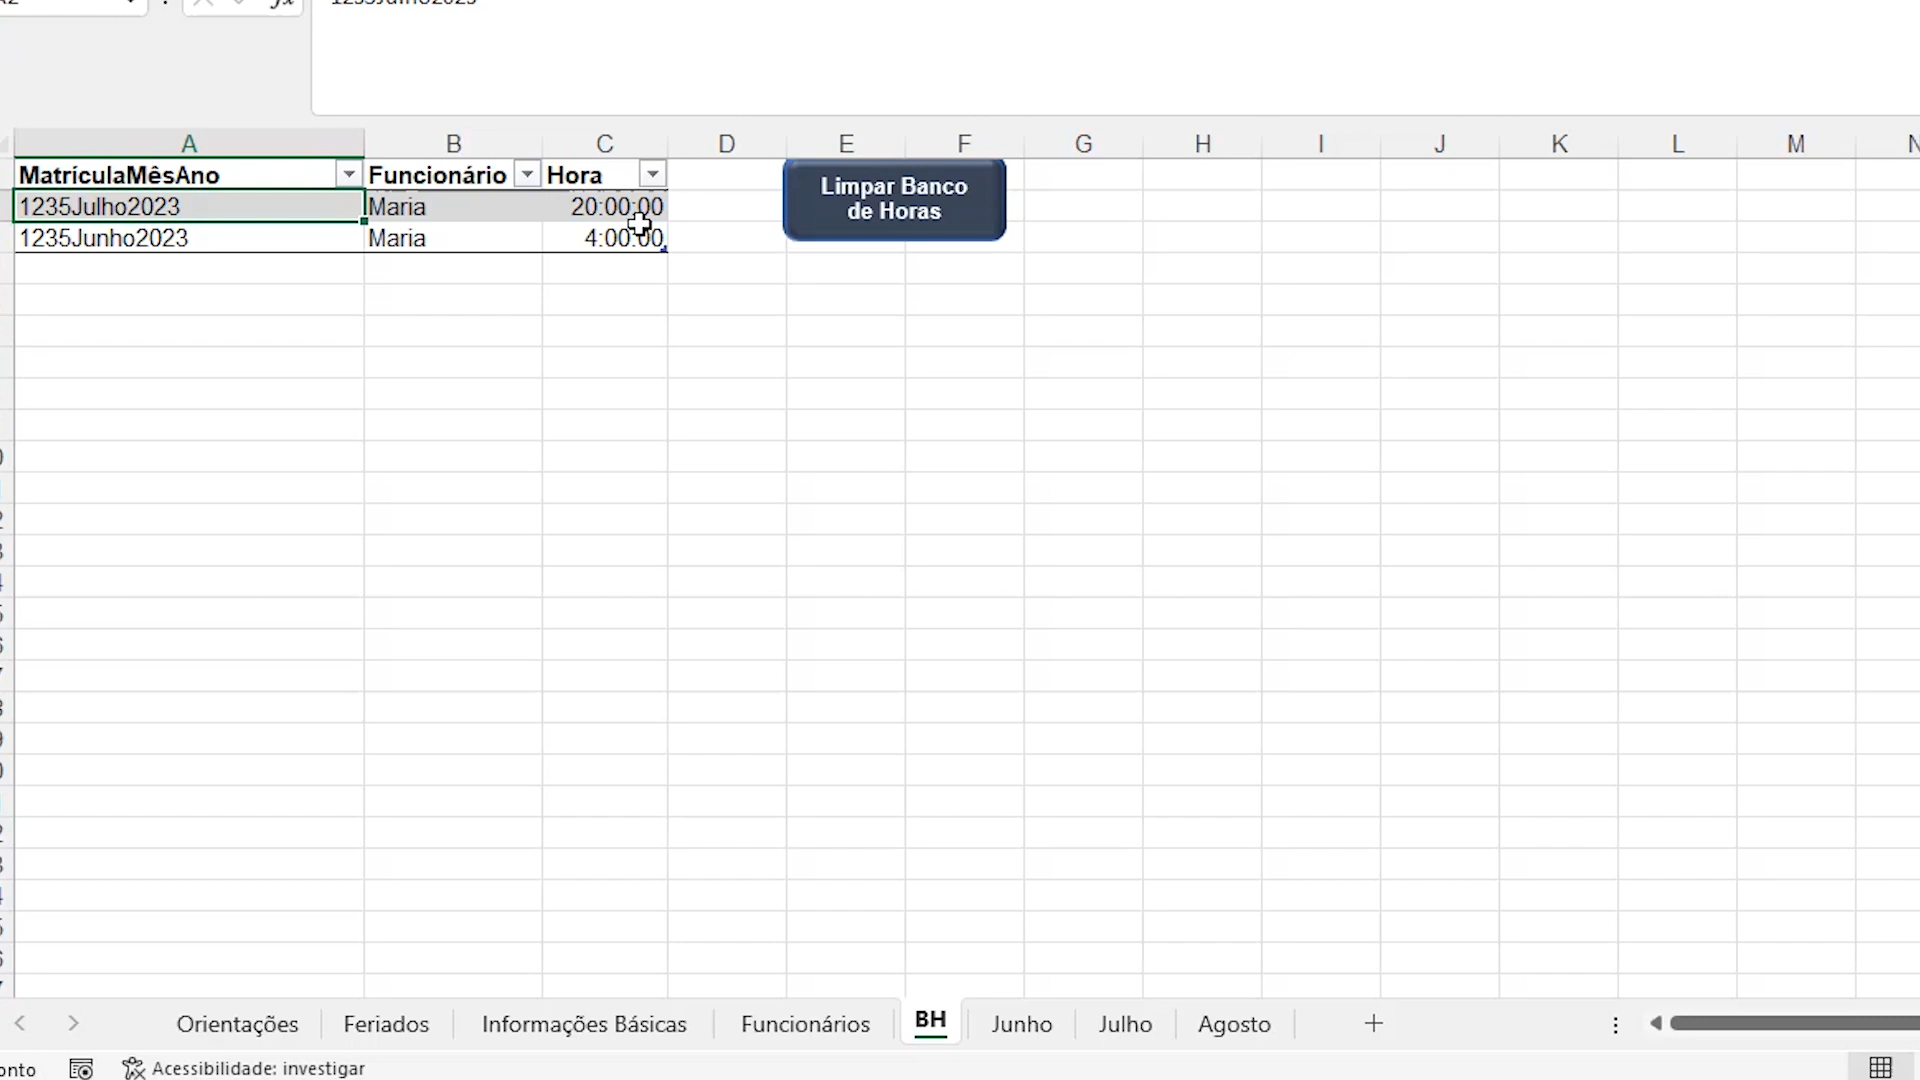 A B C D E F G H I J K L M N
MatrículaMêsAno Funcionário Hora
1235Julho2023 Maria 20:00:00
1235Junho2023 Maria 4:00:00
Limpar Banco
de Horas
Orientações Feriados Informações Básicas Funcionários BH Junho Julho Agosto
Acessibilidade: investigar